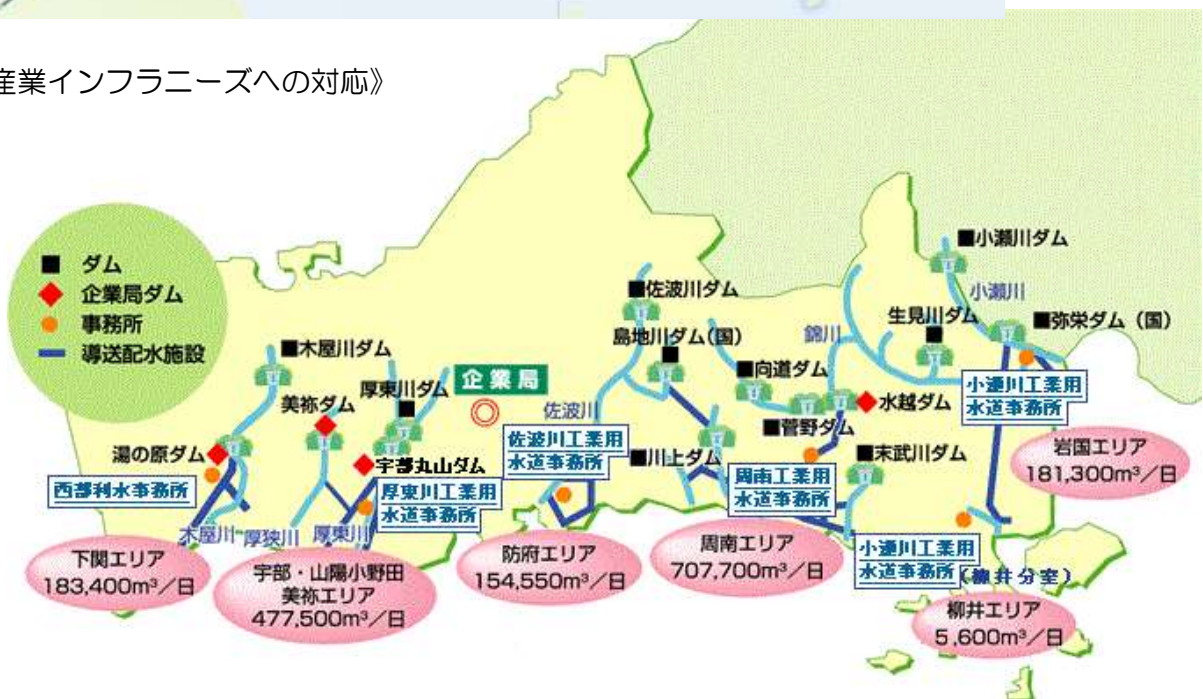 産業インフラニーズへの対応》
■ ダム
◆ 企業局ダム
● 事務所
導送配水施設
■小瀬川ダム
小瀬川
■佐波川ダム
生見川ダム
■弥栄ダム（国）
島地川ダム(国)
錦川
■木屋川ダム
厚東川ダム
企業局
■向道ダム
小瀬川工業用
水道事務所
美祢ダム
佐波川
水越ダム
■菅野ダム
佐波川工業用
水道事務所
湯の原ダム
宇部丸山ダム
■川上ダム
■末武川ダム
岩国エリア
181,300m³／日
西部利水事務所
厚東川工業用
水道事務所
周南工業用
水道事務所
木屋川
厚狭川
厚東川
下関エリア
183,400m³／日
宇部・山陽小野田
美祢エリア
477,500m³／日
防府エリア
154,550m³／日
周南エリア
707,700m³／日
小瀬川工業用
水道事務所
(柳井分室)
柳井エリア
5,600m³／日